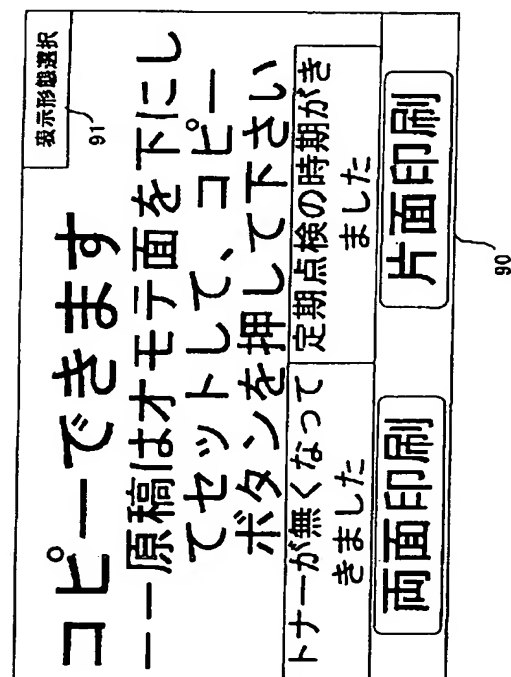 表示形態選択
91
コピーできます
――原稿はオモテ面を下にし
てセットして、コピー
ボタンを押して下さい
トナーが無くなって
きました
定期点検の時期がき
ました
両面印刷
片面印刷
90